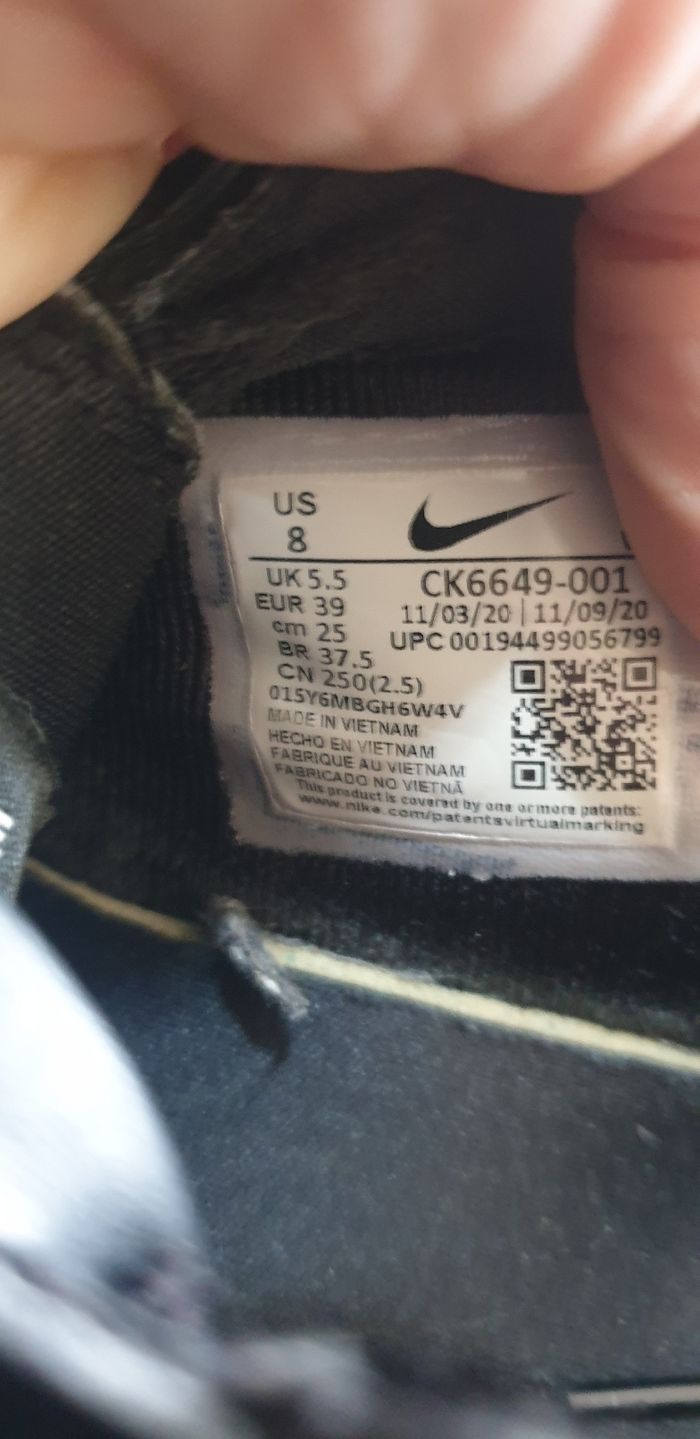 US
8
UK 5.5
EUR 39
cm 25
BR 37.5
CN 250(2.5)
CK6649-001
11/03/20 | 11/09/20
UPC 00194499056799
015Y6MBGH6W4V
MADE IN VIETNAM
HECHO EN VIETNAM
FABRIQUE AU VIETNAM
FABRICADO NO VIETNÃ
This product is covered by one or more patents:
www.nike.com/patentsvirtualmarking